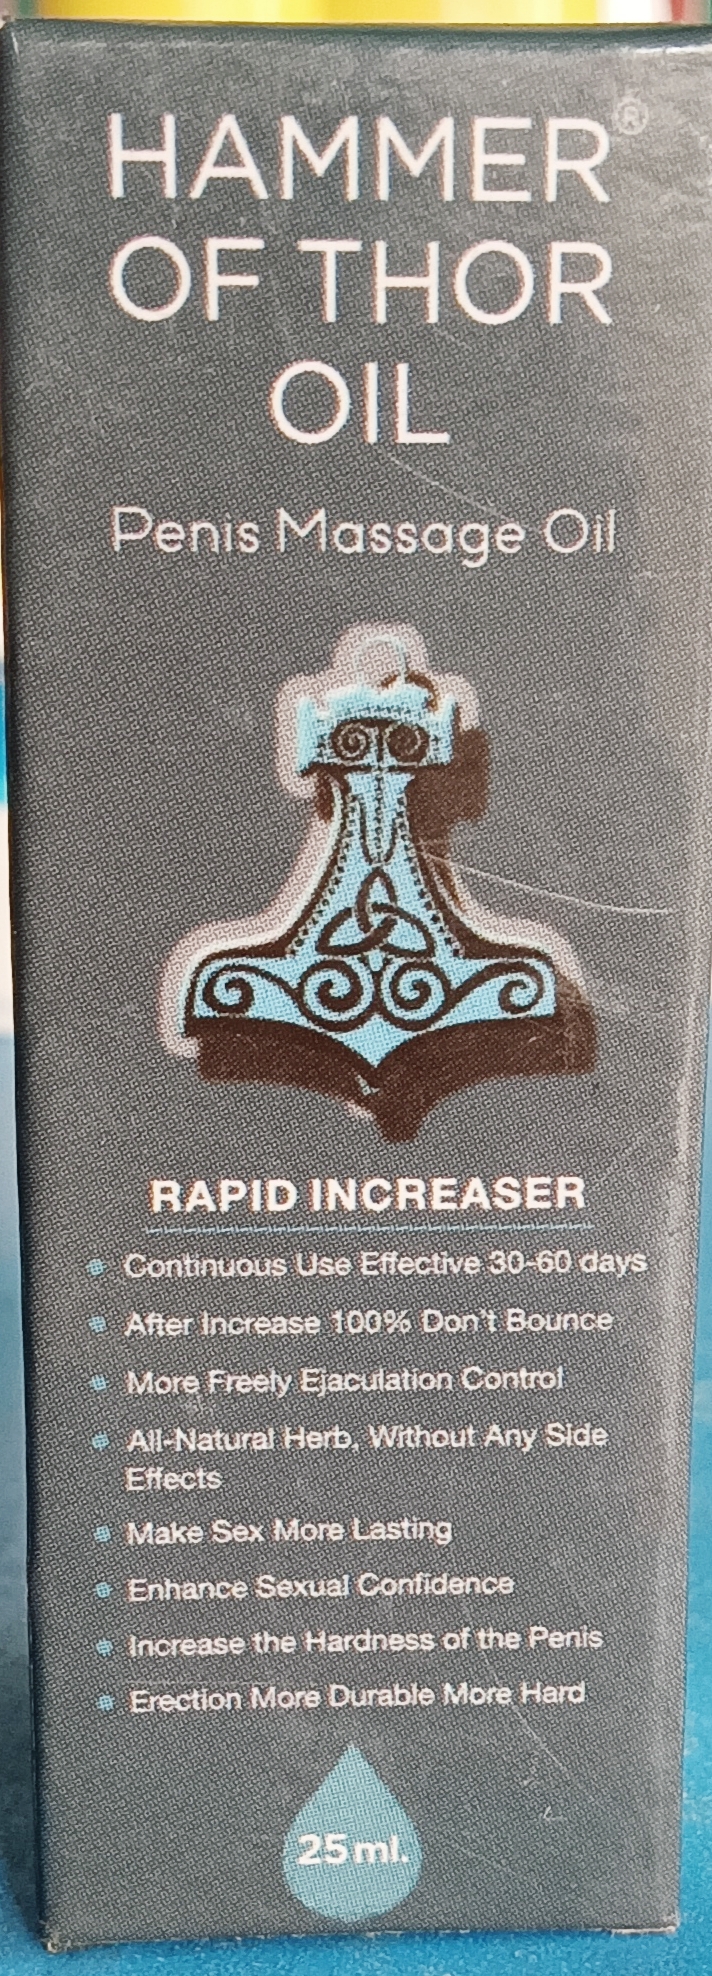 HAMMER®
OF THOR
OIL
Penis Massage Oil
RAPID INCREASER
Continuous Use Effective 30-60 days
After Increase 100% Don't Bounce
More Freely Ejaculation Control
All-Natural Herb, Without Any Side
Effects
Make Sex More Lasting
Enhance Sexual Confidence
Increase the Hardness of the Penis
Erection More Durable More Hard
25 ml.